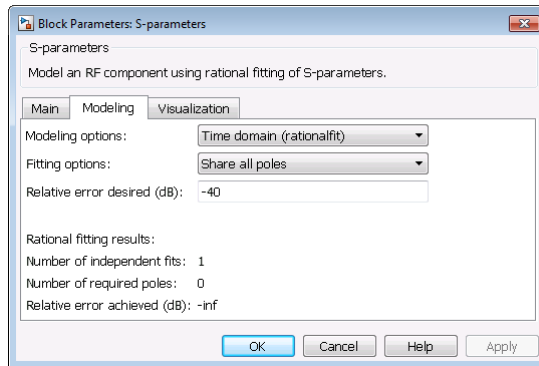 Block Parameters: S-parameters
S-parameters
Model an RF component using rational fitting of S-parameters.
Main Modeling Visualization
Modeling options: Time domain (rationalfit)
Fitting options: Share all poles
Relative error desired (dB): -40
Rational fitting results:
Number of independent fits: 1
Number of required poles: 0
Relative error achieved (dB): -inf
OK Cancel Help Apply